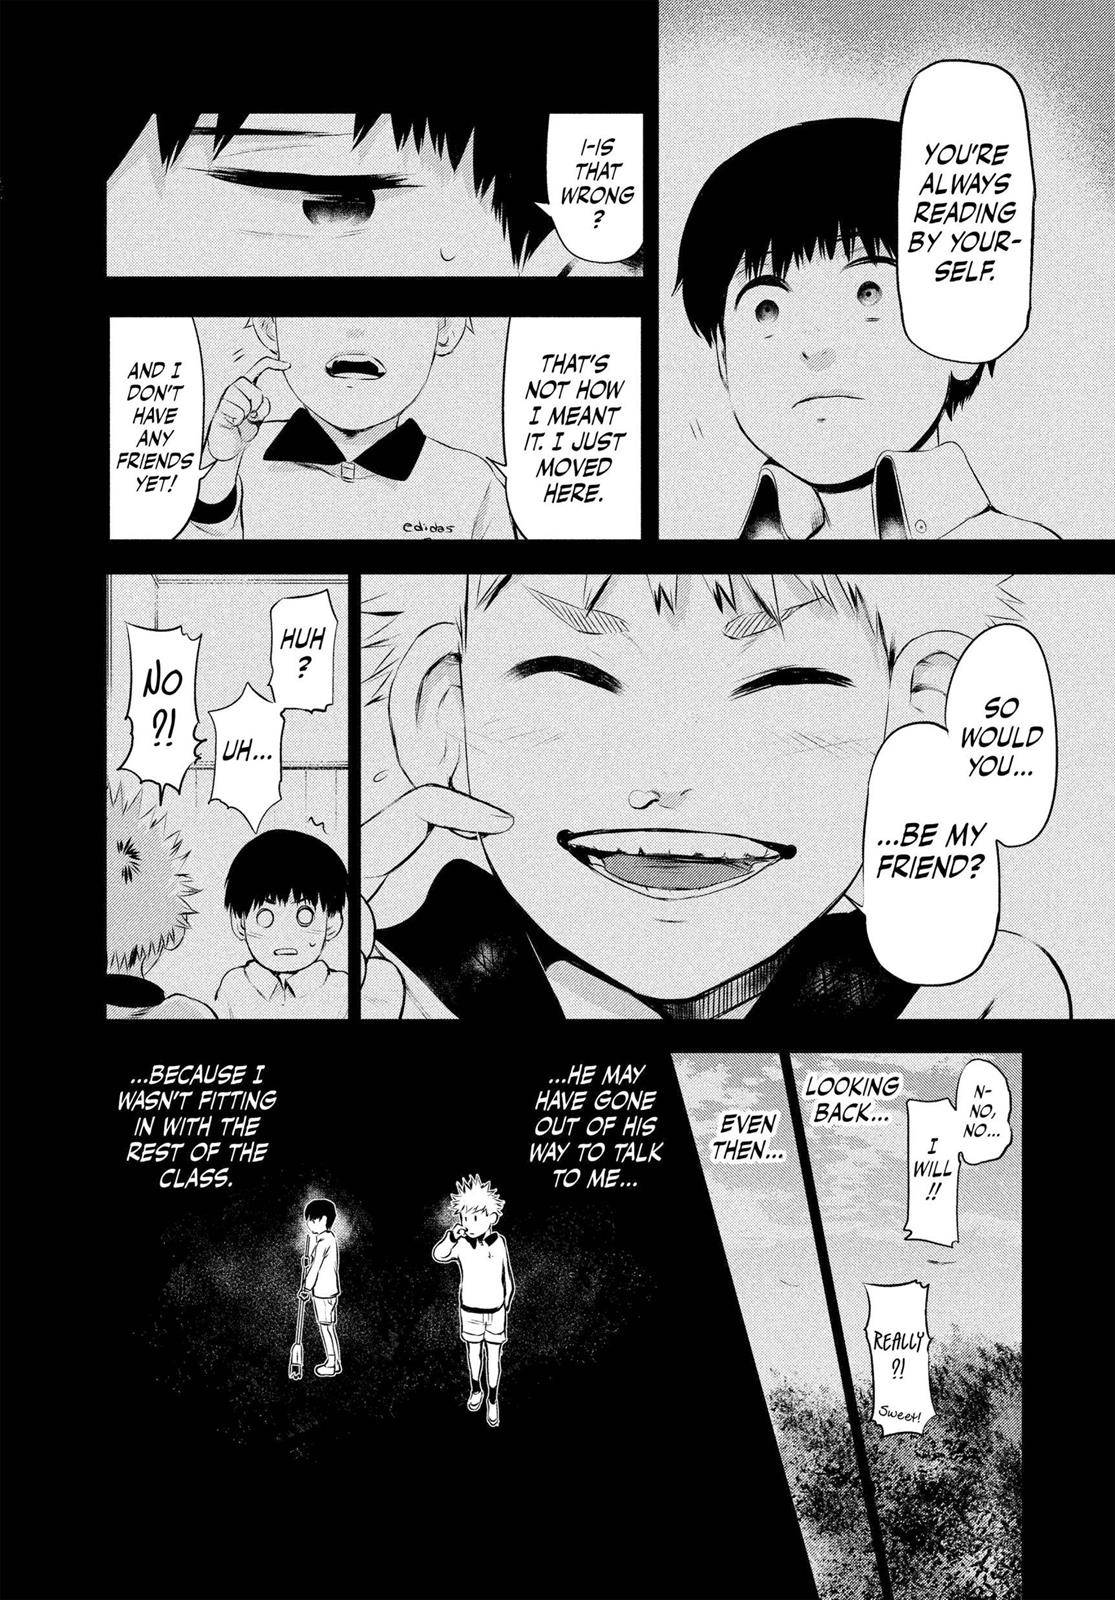 YOU'RE
ALWAYS
READING
BY YOUR-
SELF.
I-IS
THAT
WRONG
?
THAT'S
NOT HOW
I MEANT
IT. I JUST
MOVED
HERE.
AND I
DON'T
HAVE
ANY
FRIENDS
YET!
edidas
SO
WOULD
YOU...
...BE MY
FRIEND?
HUH
?
UH...
NO
?!
N-
NO,
NO...
I
WILL
!!
REALLY
?!
Sweet!
LOOKING
BACK...
EVEN
THEN...
...HE MAY
HAVE GONE
OUT OF HIS
WAY TO TALK
TO ME...
...BECAUSE I
WASN'T FITTING
IN WITH THE
REST OF THE
CLASS.